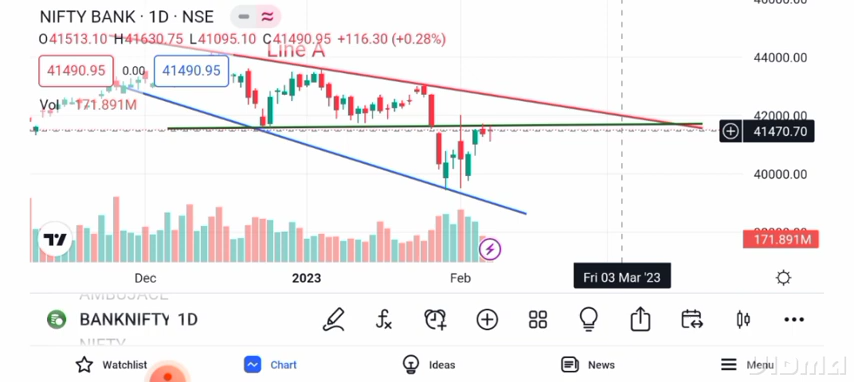 NIFTY BANK · 1D · NSE
O41513.10 H41630.75 L41095.10 C41490.95 +116.30 (+0.28%)
Line A
41490.95 0.00 41490.95
Vol 171.891M
44000.00
42000.00
41470.70
40000.00
171.891M
Dec 2023 Feb Fri 03 Mar '23
AMBUJACE
BANKNIFTY 1D
NIFTY
Watchlist Chart Ideas News Menu